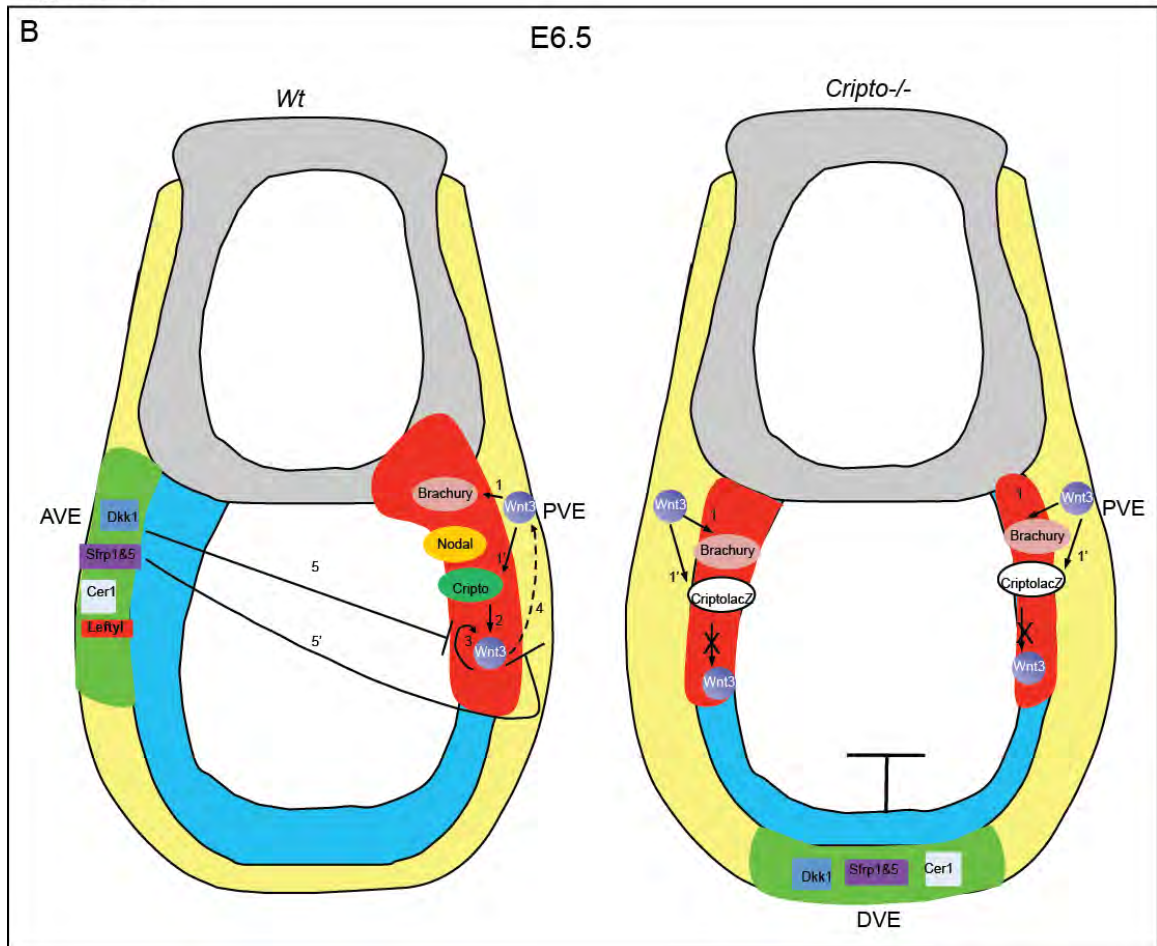 B
E6.5
Wt
Cripto-/-
AVE
Dkk1
Sfrp1&5
Cer1
Leftyl
5
5'
Brachury
1
Wnt3
PVE
Nodal
1'
Cripto
2
4
3
Wnt3
Wnt3
1
Brachury
1'
CriptolacZ
X
Wnt3
1
Wnt3
PVE
Brachury
1'
CriptolacZ
X
Wnt3
Dkk1
Sfrp1&5
Cer1
DVE